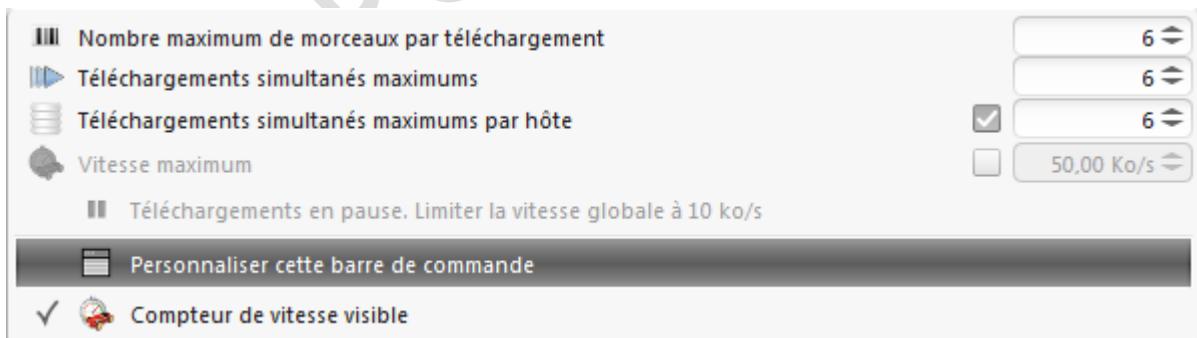 Nombre maximum de morceaux par téléchargement 6
Téléchargements simultanés maximums 6
Téléchargements simultanés maximums par hôte 6
Vitesse maximum 50,00 Ko/s
Téléchargements en pause. Limiter la vitesse globale à 10 ko/s
Personnaliser cette barre de commande
Compteur de vitesse visible